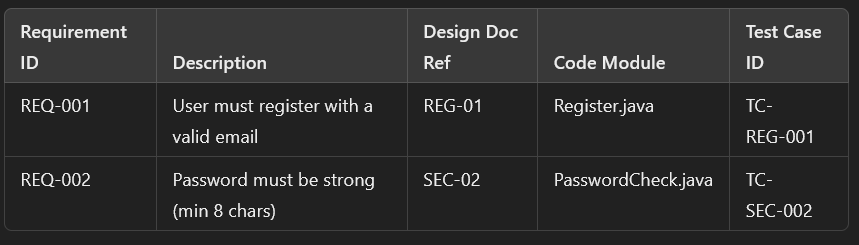 Requirement ID
Description
Design Doc Ref
Code Module
Test Case ID
REQ-001
User must register with a
valid email
REG-01
Register.java
TC-
REG-001
REQ-002
Password must be strong
(min 8 chars)
SEC-02
PasswordCheck.java
TC-
SEC-002